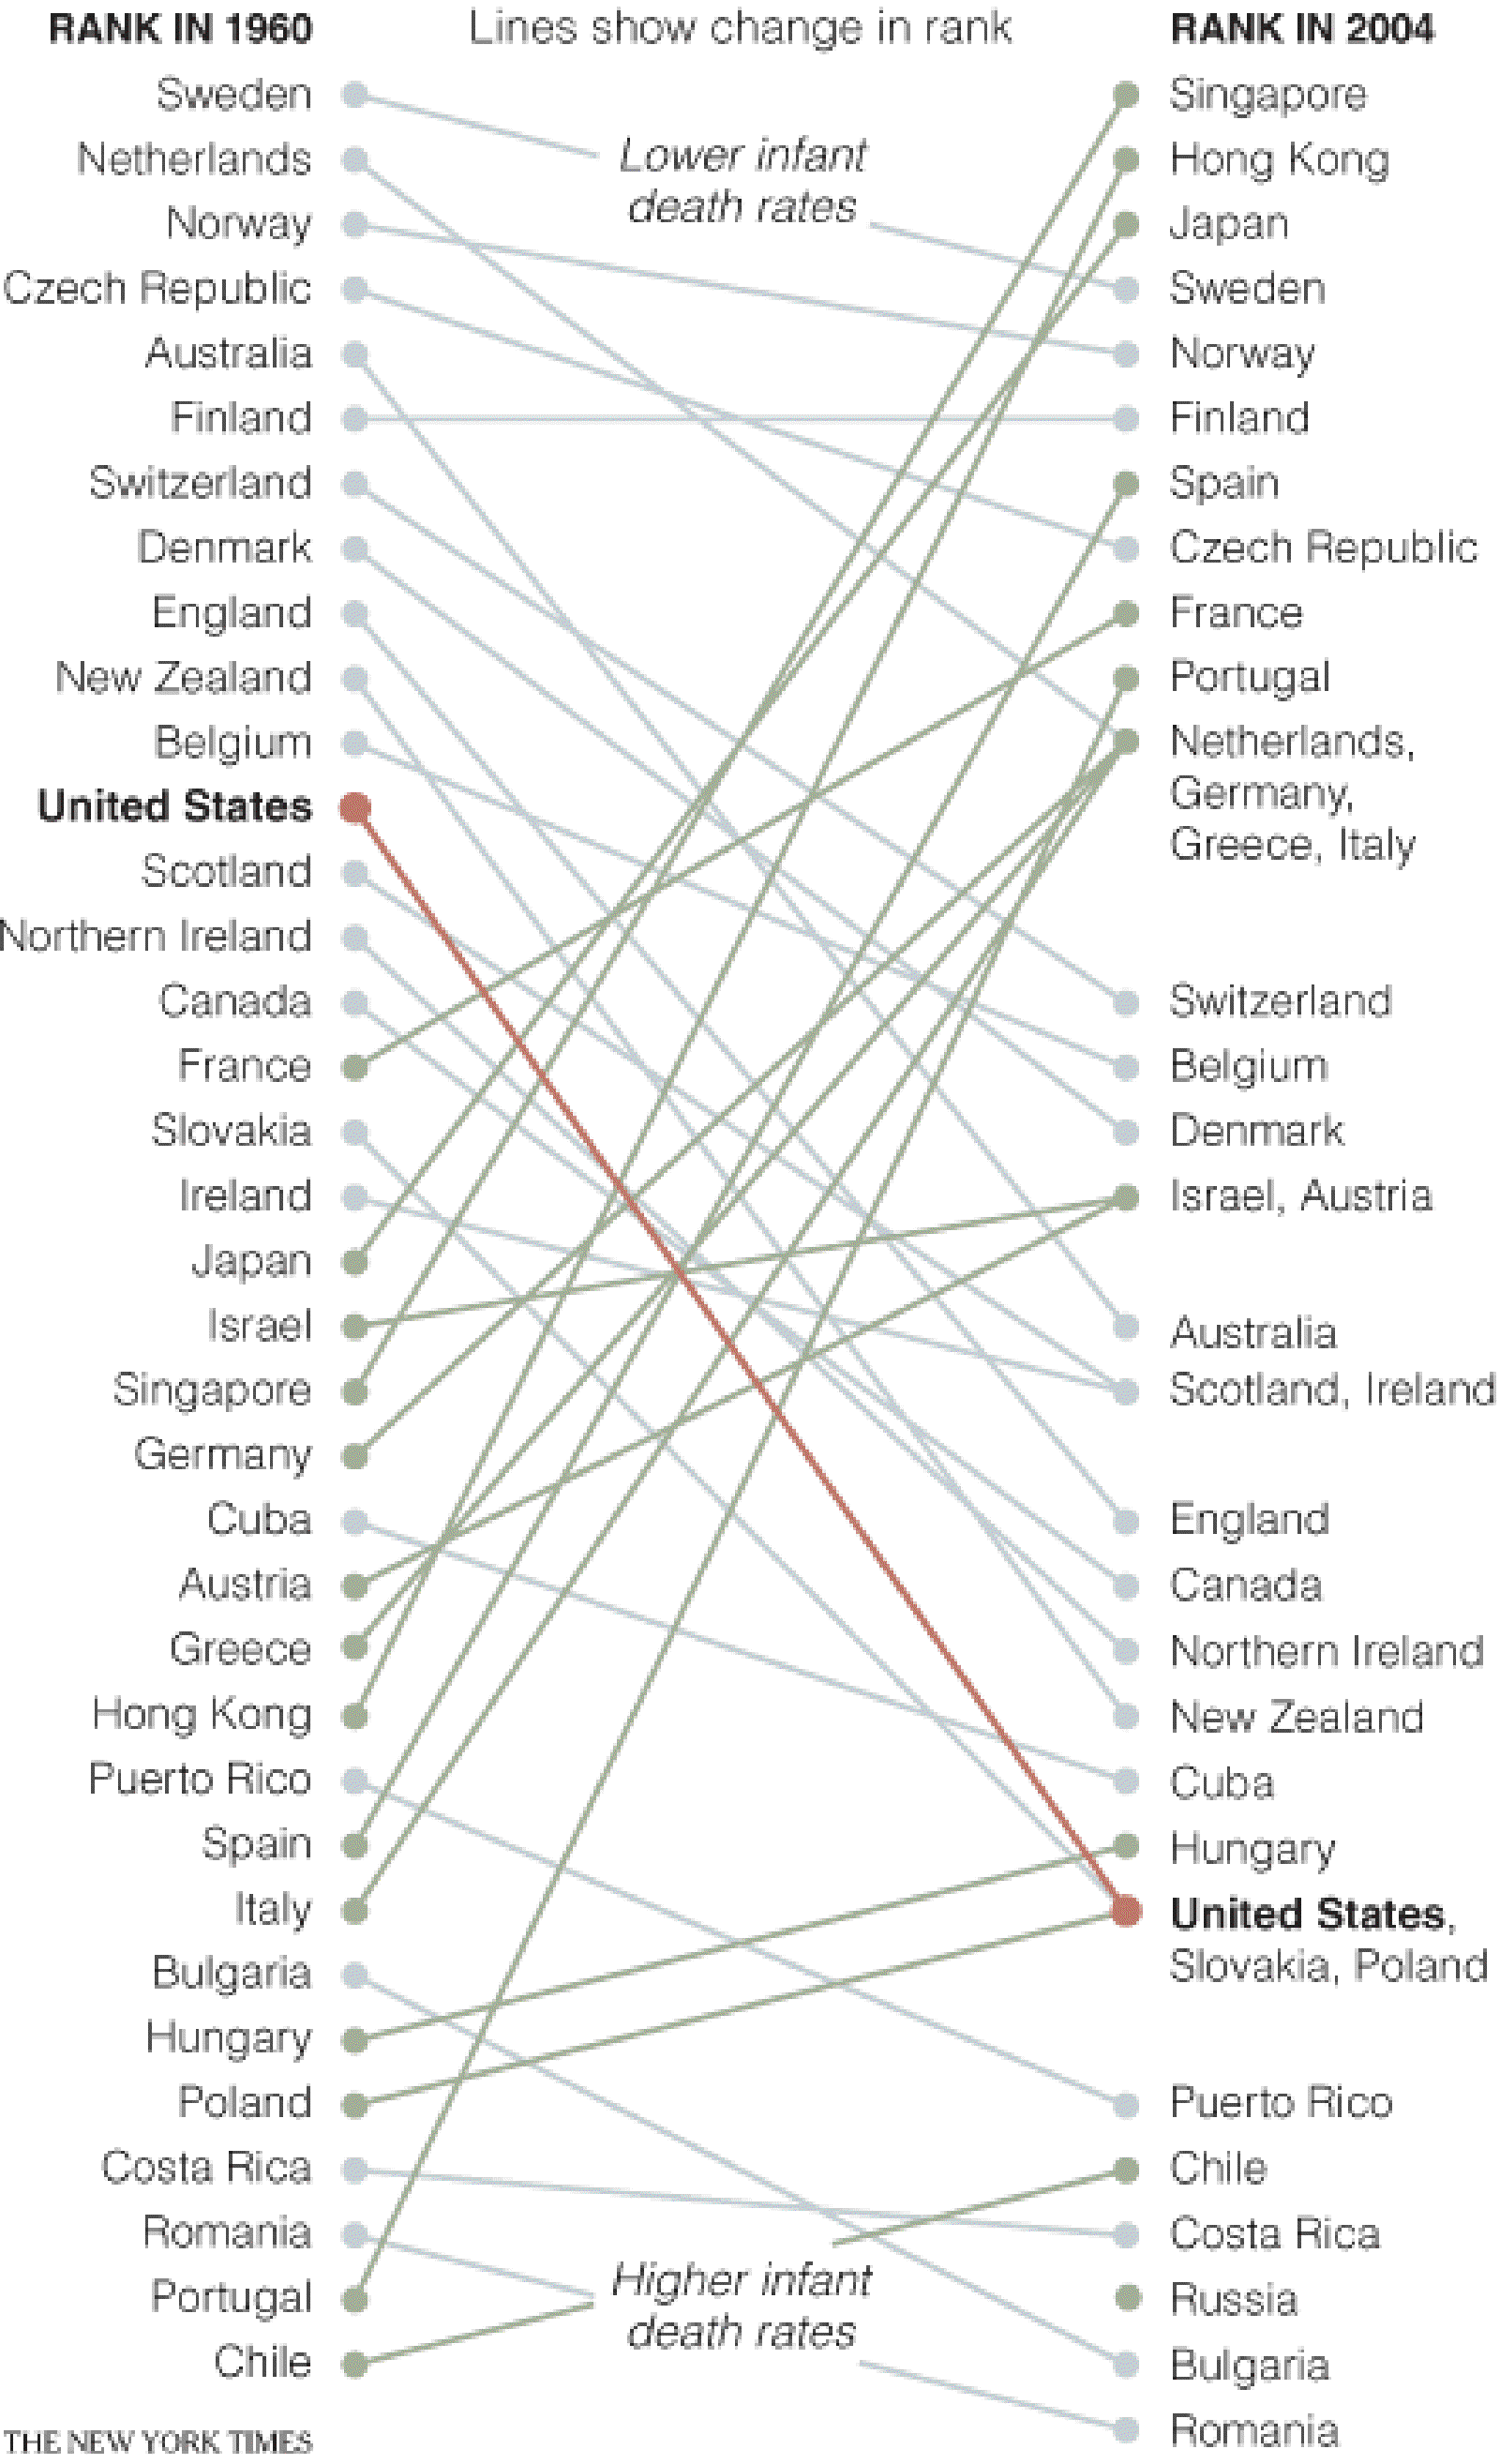 RANK IN 1960
Lines show change in rank
RANK IN 2004
Sweden
Netherlands
Norway
Czech Republic
Australia
Finland
Switzerland
Denmark
England
New Zealand
Belgium
United States
Scotland
Northern Ireland
Canada
France
Slovakia
Ireland
Japan
Israel
Singapore
Germany
Cuba
Austria
Greece
Hong Kong
Puerto Rico
Spain
Italy
Bulgaria
Hungary
Poland
Costa Rica
Romania
Portugal
Chile
Lower infant
death rates
Higher infant
death rates
Singapore
Hong Kong
Japan
Sweden
Norway
Finland
Spain
Czech Republic
France
Portugal
Netherlands,
Germany,
Greece, Italy
Switzerland
Belgium
Denmark
Israel, Austria
Australia
Scotland, Ireland
England
Canada
Northern Ireland
New Zealand
Cuba
Hungary
United States,
Slovakia, Poland
Puerto Rico
Chile
Costa Rica
Russia
Bulgaria
Romania
THE NEW YORK TIMES